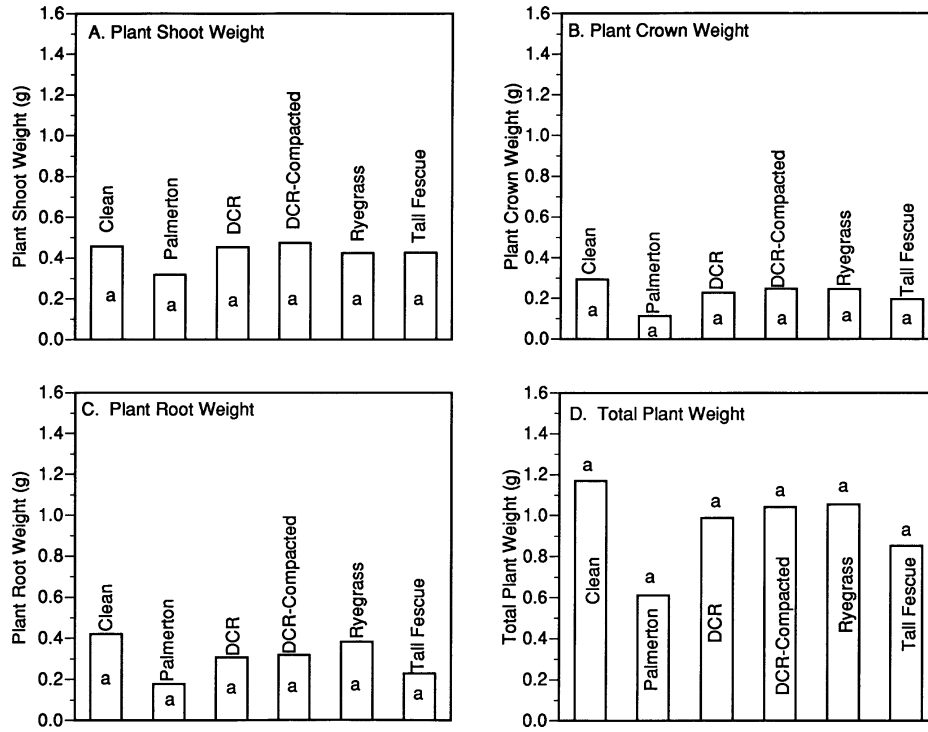 A. Plant Shoot Weight
Plant Shoot Weight (g)
1.6
1.4
1.2
1.0
0.8
0.6
0.4
0.2
0.0
Clean
Palmerton
DCR
DCR-Compacted
Ryegrass
Tall Fescue
a
a
a
a
a
a
B. Plant Crown Weight
Plant Crown Weight (g)
1.6
1.4
1.2
1.0
0.8
0.6
0.4
0.2
0.0
Clean
Palmerton
DCR
DCR-Compacted
Ryegrass
Tall Fescue
a
a
a
a
a
a
C. Plant Root Weight
Plant Root Weight (g)
1.6
1.4
1.2
1.0
0.8
0.6
0.4
0.2
0.0
Clean
Palmerton
DCR
DCR-Compacted
Ryegrass
Tall Fescue
a
a
a
a
a
a
D. Total Plant Weight
Total Plant Weight (g)
1.6
1.4
1.2
1.0
0.8
0.6
0.4
0.2
0.0
a
a
a
a
a
a
Clean
Palmerton
DCR
DCR-Compacted
Ryegrass
Tall Fescue